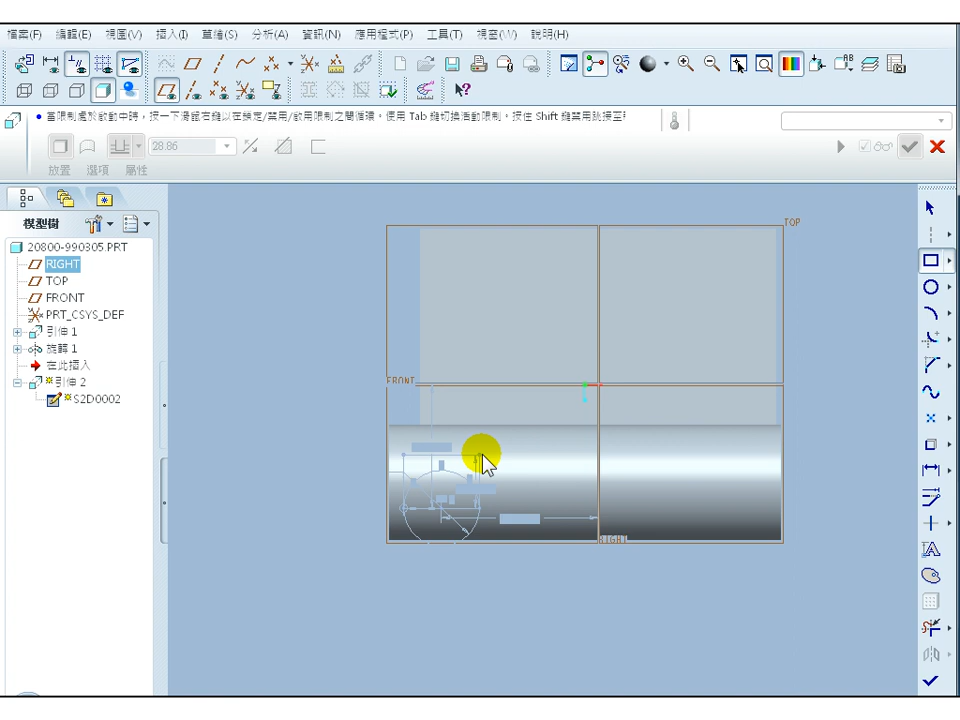 檔案(F) 編輯(E) 視圖(V) 插入(I) 草繪(S) 分析(A) 資訊(N) 應用程式(P) 工具(T) 視窗(W) 說明(H)
當限制處於啟動中時，按一下滑鼠右鍵以在鎖定/禁用/啟用限制之間循環。使用 Tab 鍵切換活動限制。按住 Shift 鍵禁用跳接至
28.86
放置 選項 屬性
模型樹
20800-990305.PRT
RIGHT
TOP
FRONT
PRT_CSYS_DEF
引伸 1
旋轉 1
在此插入
引伸 2
S2D0002
TOP
FRONT
RIGHT